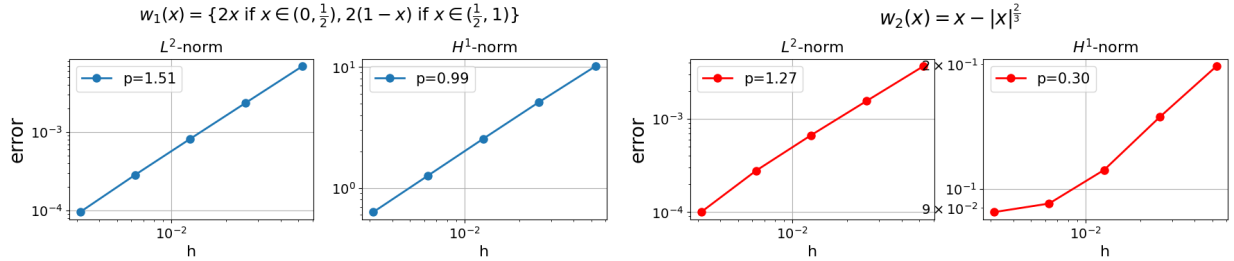 w₁(x) = {2x if x ∈ (0, 1/2), 2(1 − x) if x ∈ (1/2, 1)}
L²-norm
p=1.51
error
10⁻³
10⁻⁴
10⁻²
h
H¹-norm
p=0.99
10¹
10⁰
10⁻²
h
w₂(x) = x − |x|^(2/3)
L²-norm
p=1.27
error
10⁻³
10⁻⁴
10⁻²
h
H¹-norm
p=0.30
2 × 10⁻¹
10⁻¹
9 × 10⁻²
10⁻²
h